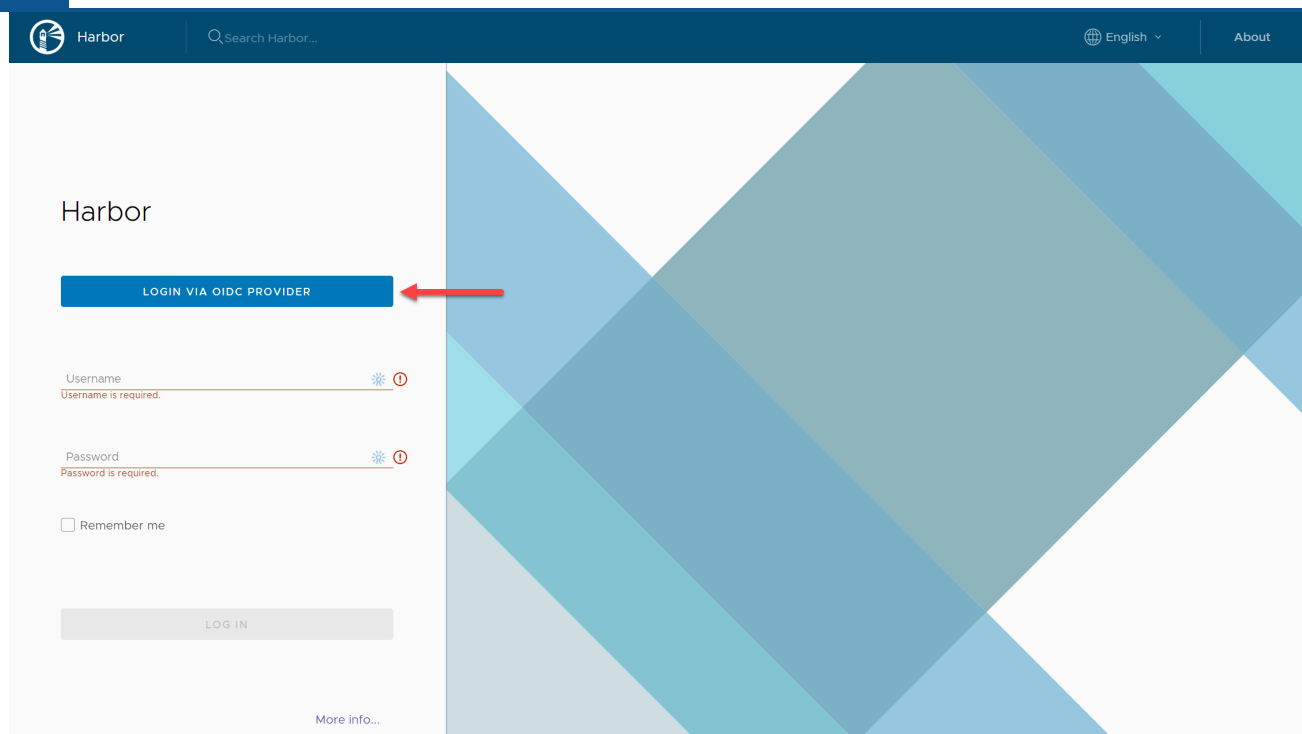 Harbor
Search Harbor...
English
About
Harbor
LOGIN VIA OIDC PROVIDER
Username
Username is required.
Password
Password is required.
Remember me
LOG IN
More info...